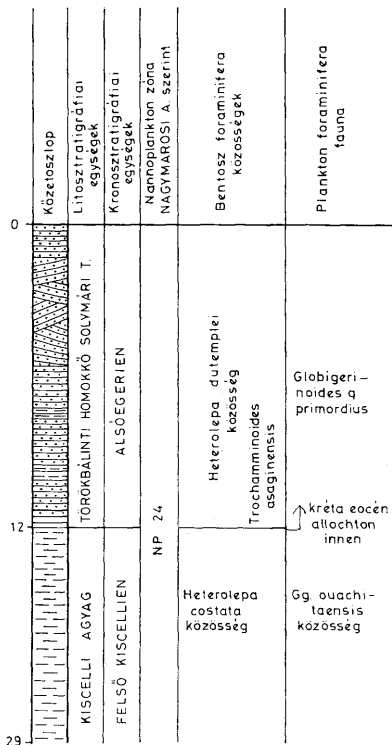 Kőzetoszlop
Litosztratigráfiai
egységek
Kronosztratigráfiai
egységek
Nannoplankton zóna
NAGYMAROSI A. szerint
Bentosz foraminifera
közösségek
Plankton foraminifera
fauna
0
TÖRÖKBÁLINTI HOMOKKŐ SOLYMÁRI T.
ALSÓEGERIEN
NP 24
Heterolepa dutemplei
közösség
Trochamminoides
asaginensis
Globigeri-
noides q
primordius
kréta eocén
allochton
innen
12
KISCELLI AGYAG
FELSŐ KISCELLIEN
Heterolepa
costata
közösség
Gg. ouachi-
taensis
közösség
29